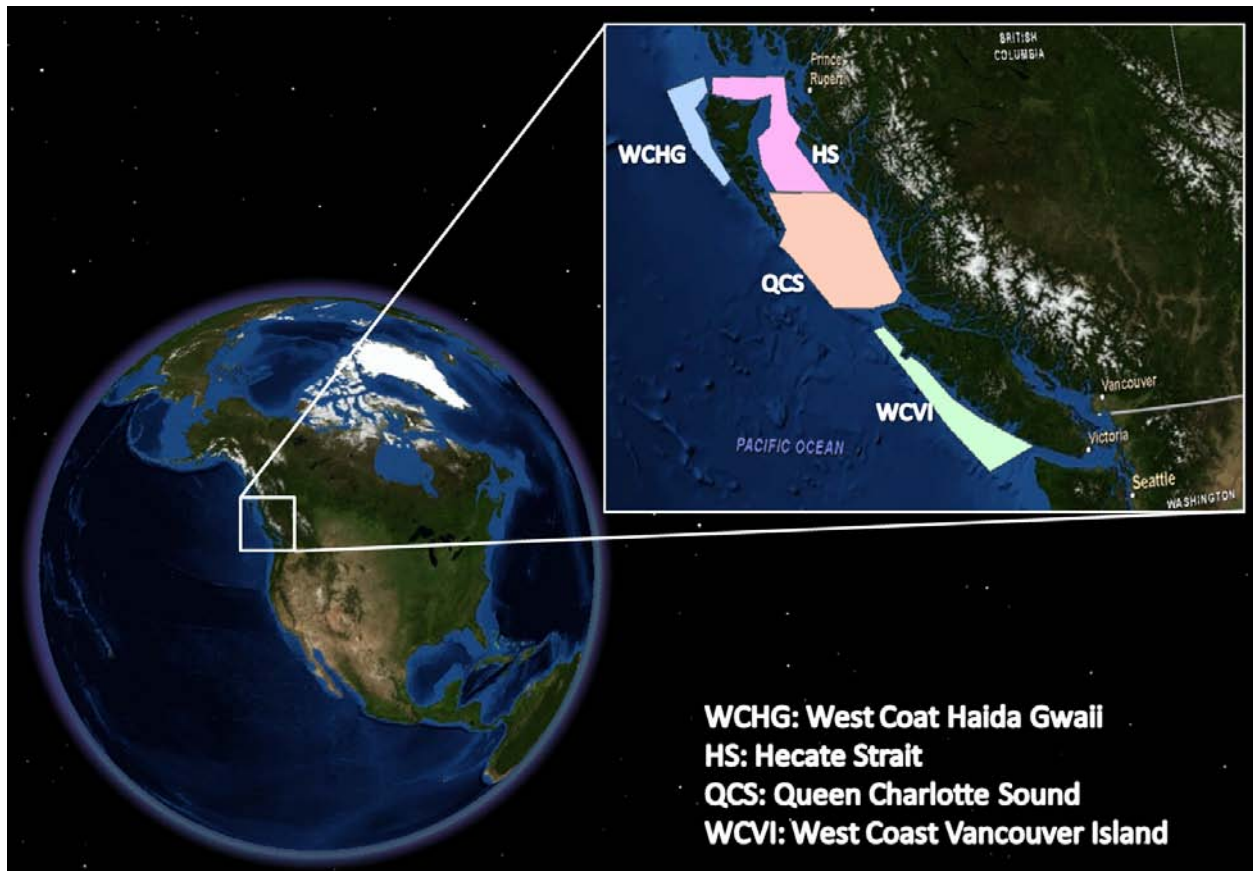 BRITISH
COLUMBIA
Prince
Rupert
WCHG
HS
QCS
WCVI
PACIFIC OCEAN
Vancouver
Victoria
Seattle
WASHINGTON
WCHG: West Coat Haida Gwaii
HS: Hecate Strait
QCS: Queen Charlotte Sound
WCVI: West Coast Vancouver Island